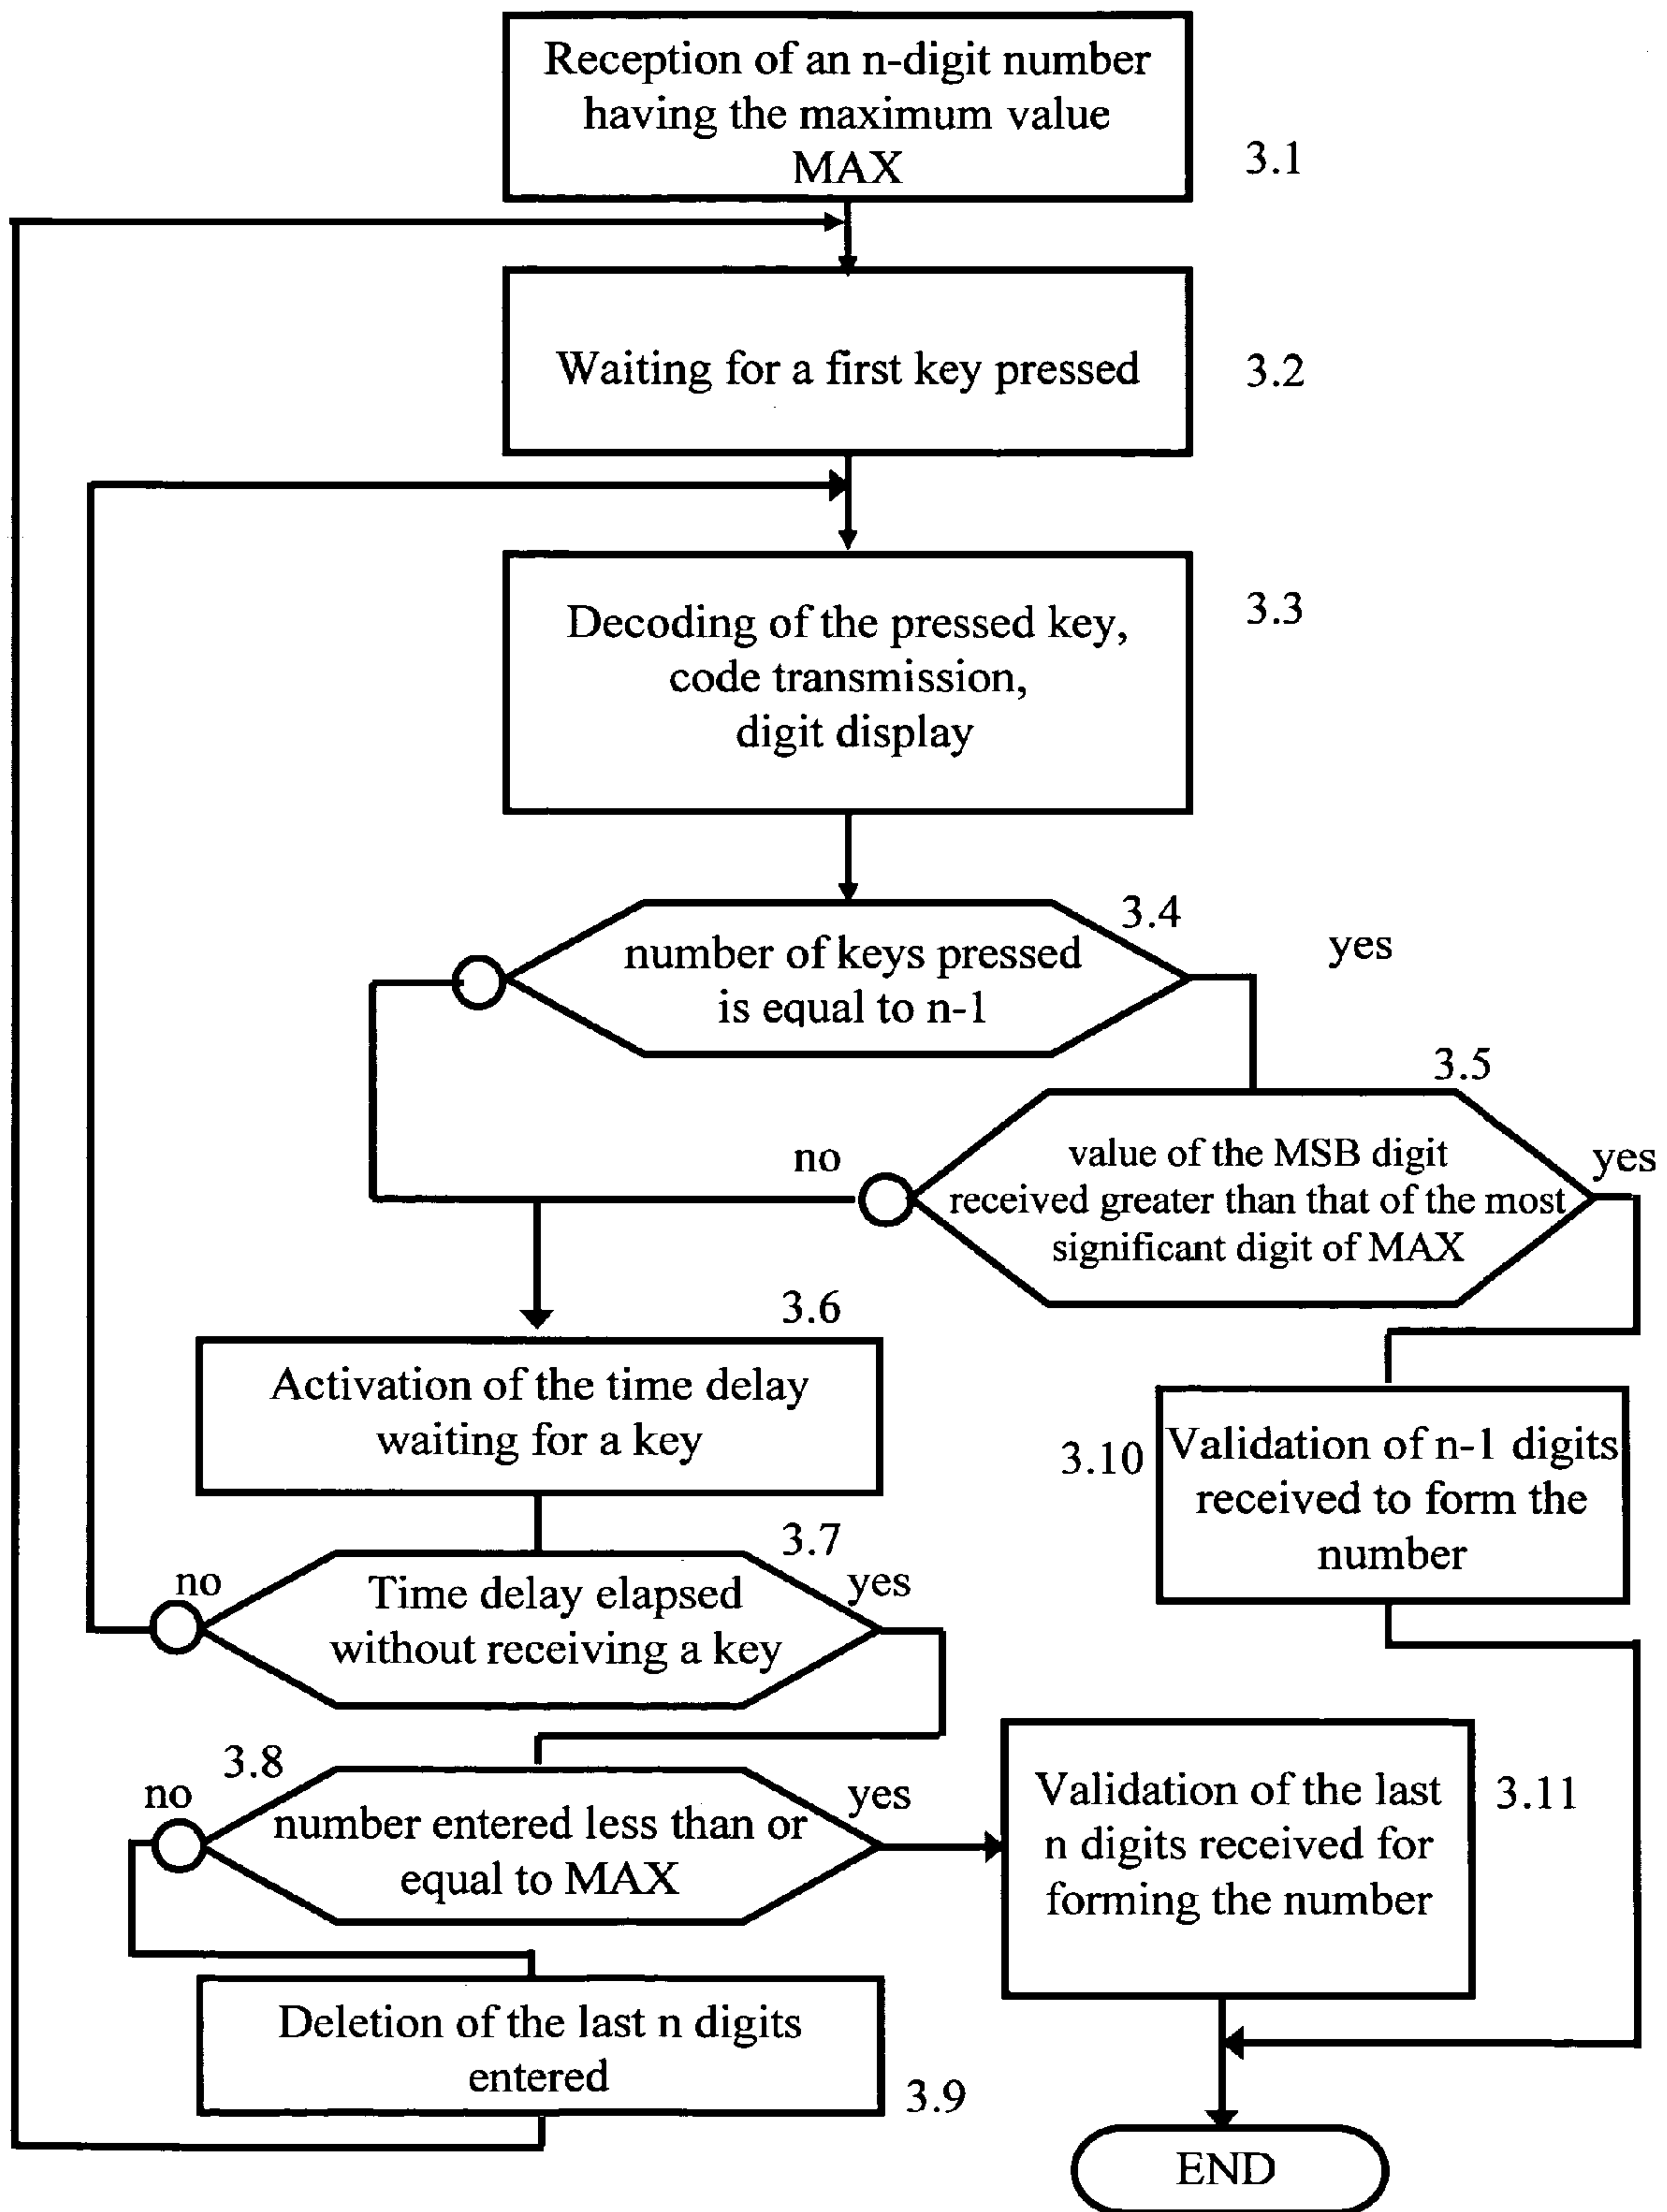 Reception of an n-digit number
having the maximum value
MAX
3.1
Waiting for a first key pressed
3.2
3.3
Decoding of the pressed key,
code transmission,
digit display
3.4
number of keys pressed
is equal to n-1
yes
3.5
no
value of the MSB digit
received greater than that of the most
significant digit of MAX
yes
3.6
Activation of the time delay
waiting for a key
3.10
Validation of n-1 digits
received to form the
number
3.7
no
Time delay elapsed
without receiving a key
yes
3.8
no
number entered less than or
equal to MAX
yes
Validation of the last
n digits received for
forming the number
3.11
Deletion of the last n digits
entered
3.9
END